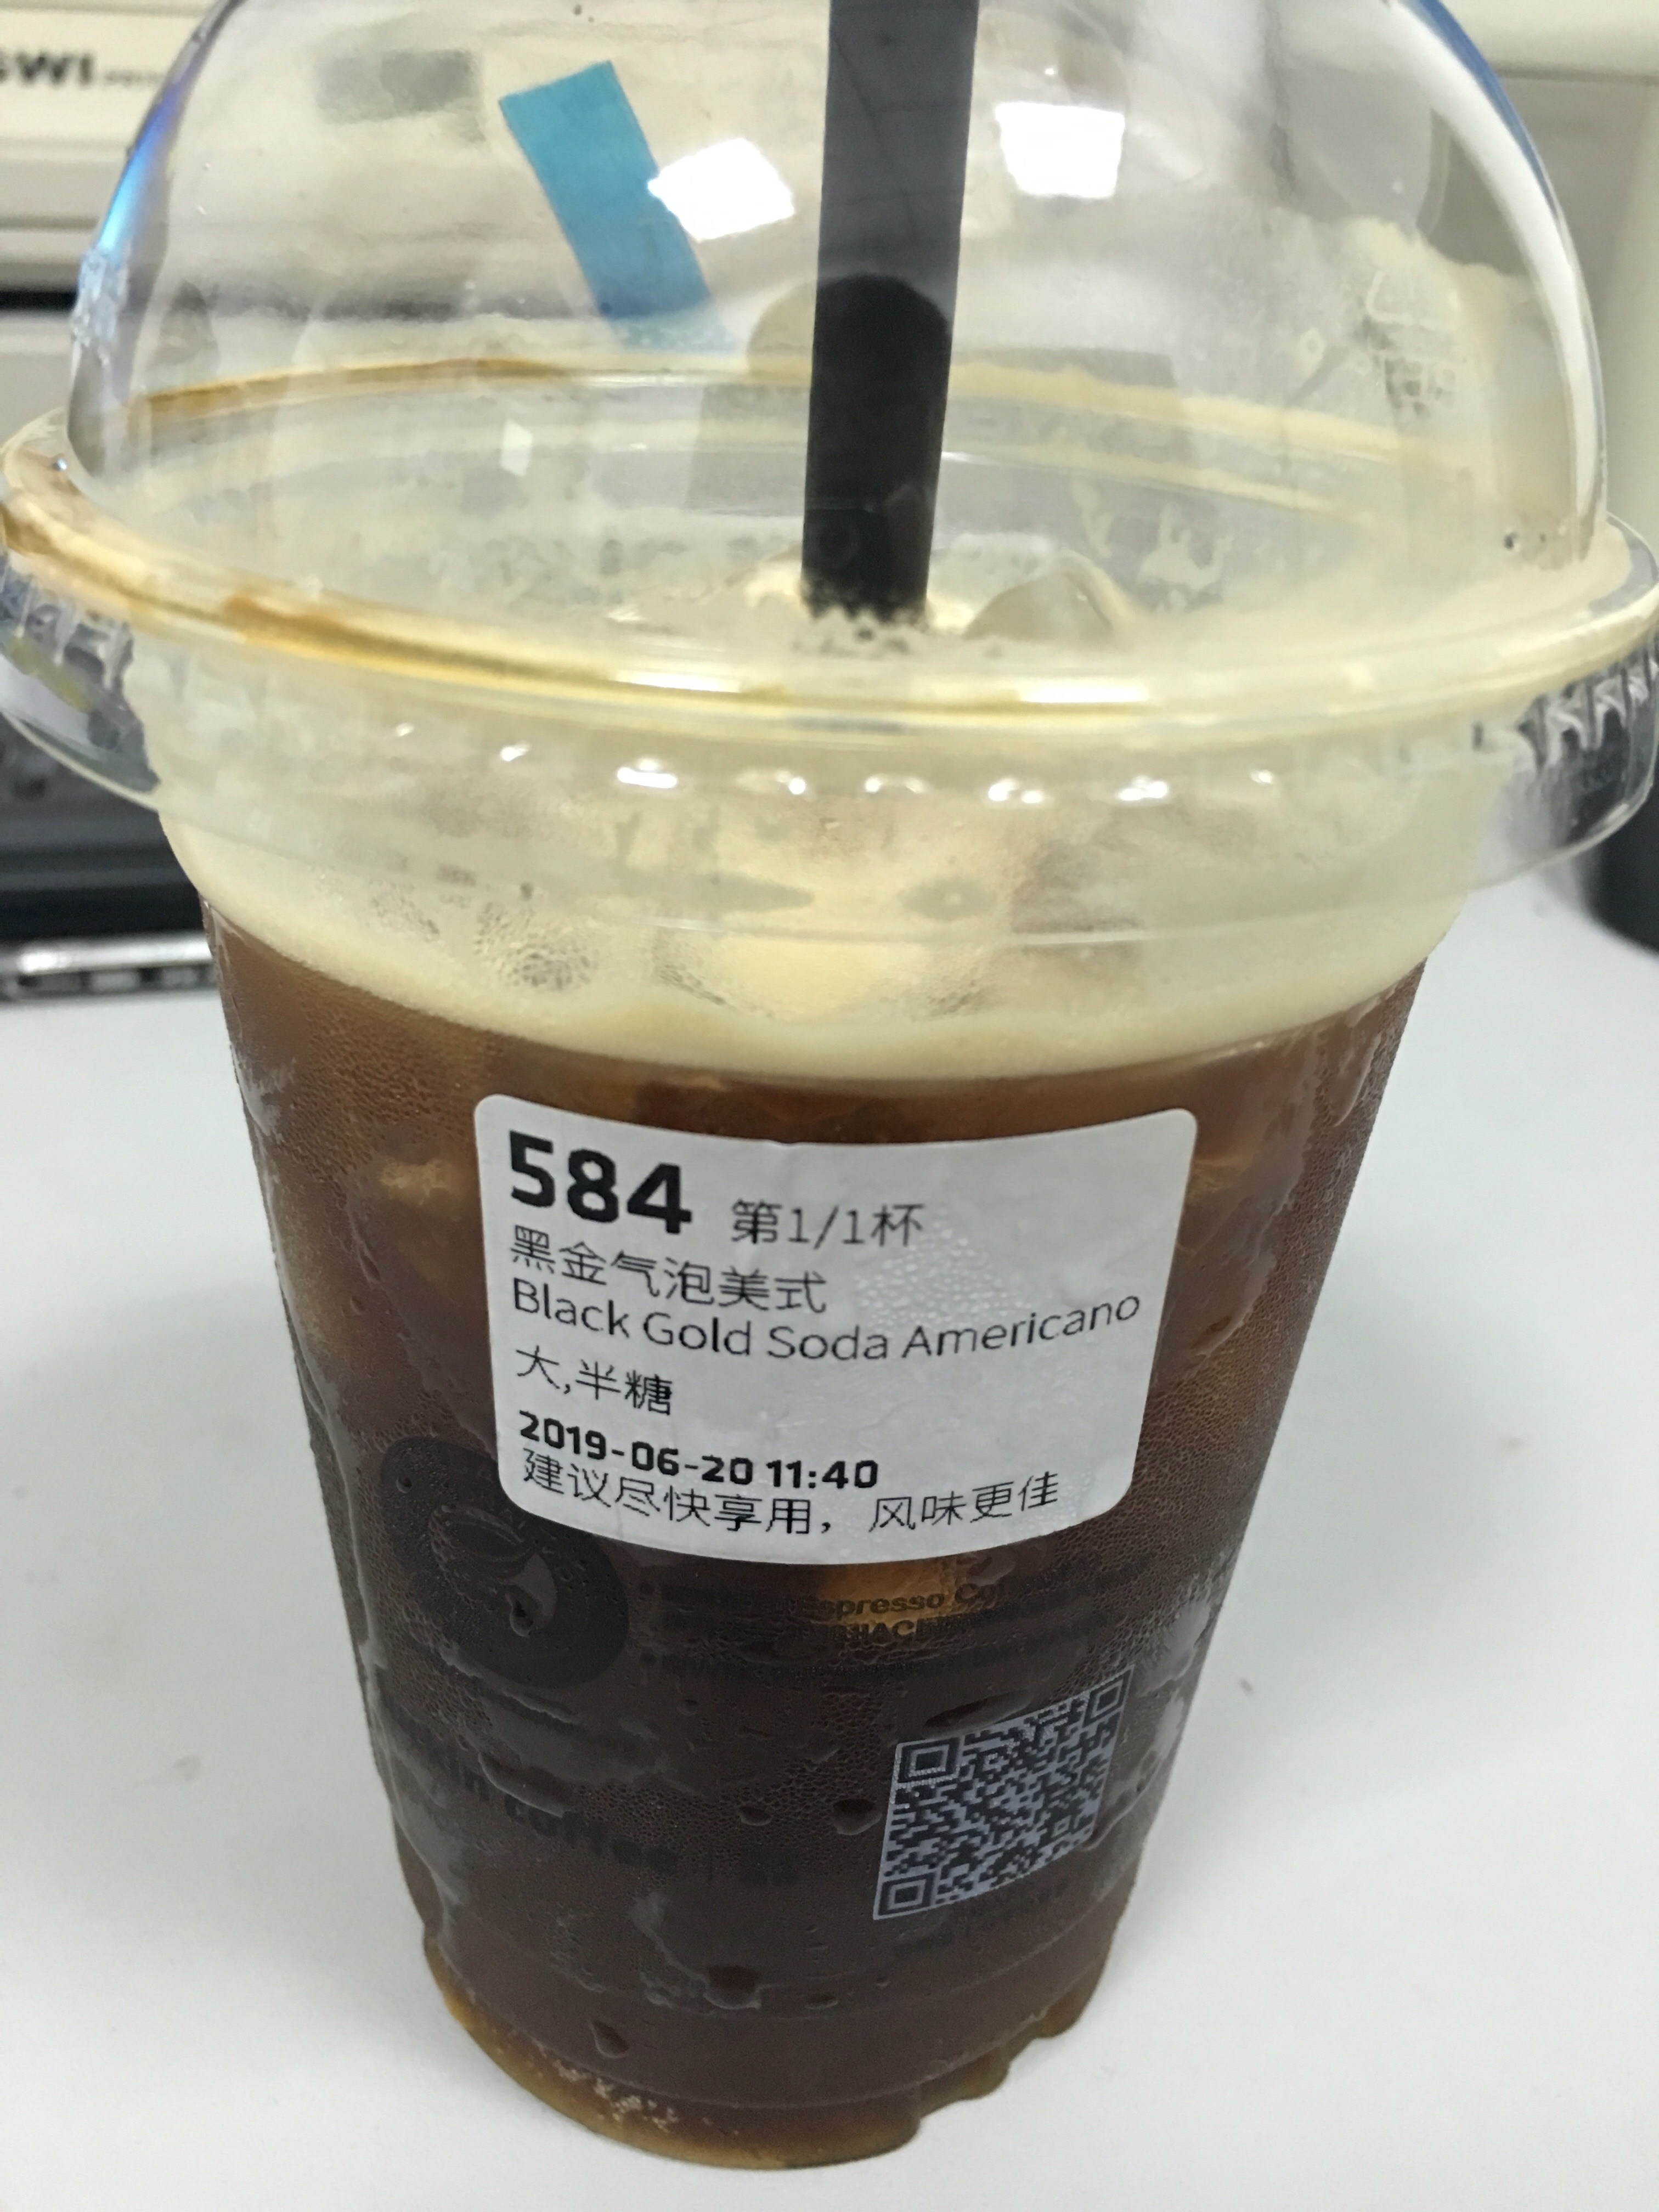 584 第1/1杯
黑金气泡美式
Black Gold Soda Americano
大,半糖
2019-06-20 11:40
建议尽快享用，风味更佳
coffee